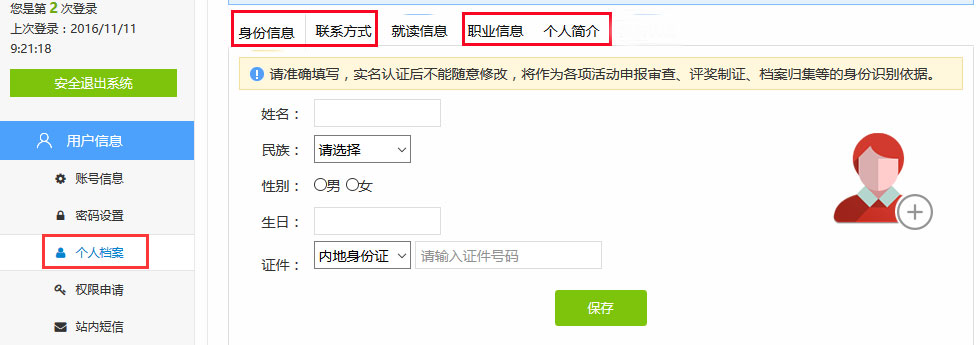 您是第 2 次登录
上次登录：2016/11/11
9:21:18
安全退出系统
用户信息
账号信息
密码设置
个人档案
权限申请
站内短信
身份信息 联系方式 就读信息 职业信息 个人简介
请准确填写，实名认证后不能随意修改，将作为各项活动申报审查、评奖制证、档案归集等的身份识别依据。
姓名：
民族： 请选择
性别： 男 女
生日：
证件： 内地身份证 请输入证件号码
保存